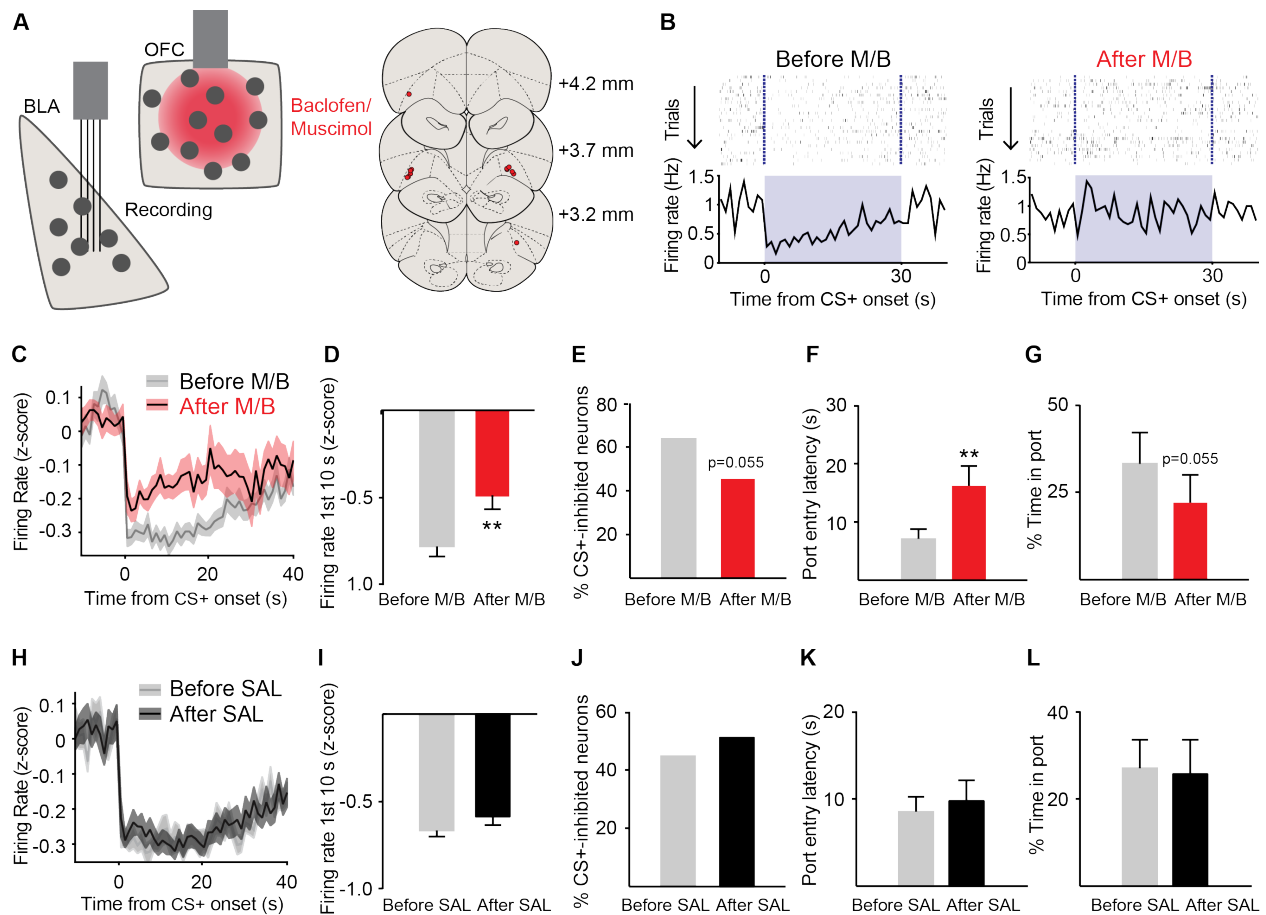 A
OFC
BLA
Baclofen/
Muscimol
Recording
+4.2 mm
+3.7 mm
+3.2 mm
B
Before M/B
After M/B
Trials
Trials
Firing rate (Hz)
1.5
1
0.5
0
0
30
Time from CS+ onset (s)
Firing rate (Hz)
1.5
1
0.5
0
0
30
Time from CS+ onset (s)
C
Before M/B
After M/B
Firing Rate (z-score)
0.1
0
-0.1
-0.2
-0.3
0
20
40
Time from CS+ onset (s)
D
Firing rate 1st 10 s (z-score)
-0.5
1.0
**
Before M/B After M/B
E
% CS+-inhibited neurons
80
60
40
20
p=0.055
Before M/B After M/B
F
Port entry latency (s)
30
20
10
**
Before M/B After M/B
G
% Time in port
50
25
p=0.055
Before M/B After M/B
H
Before SAL
After SAL
Firing Rate (z-score)
0.1
0
-0.1
-0.2
-0.3
0
20
40
Time from CS+ onset (s)
I
Firing rate 1st 10 s (z-score)
-0.5
-1.0
Before SAL After SAL
J
% CS+-inhibited neurons
60
40
20
Before SAL After SAL
K
Port entry latency (s)
20
10
Before SAL After SAL
L
% Time in port
40
20
Before SAL After SAL